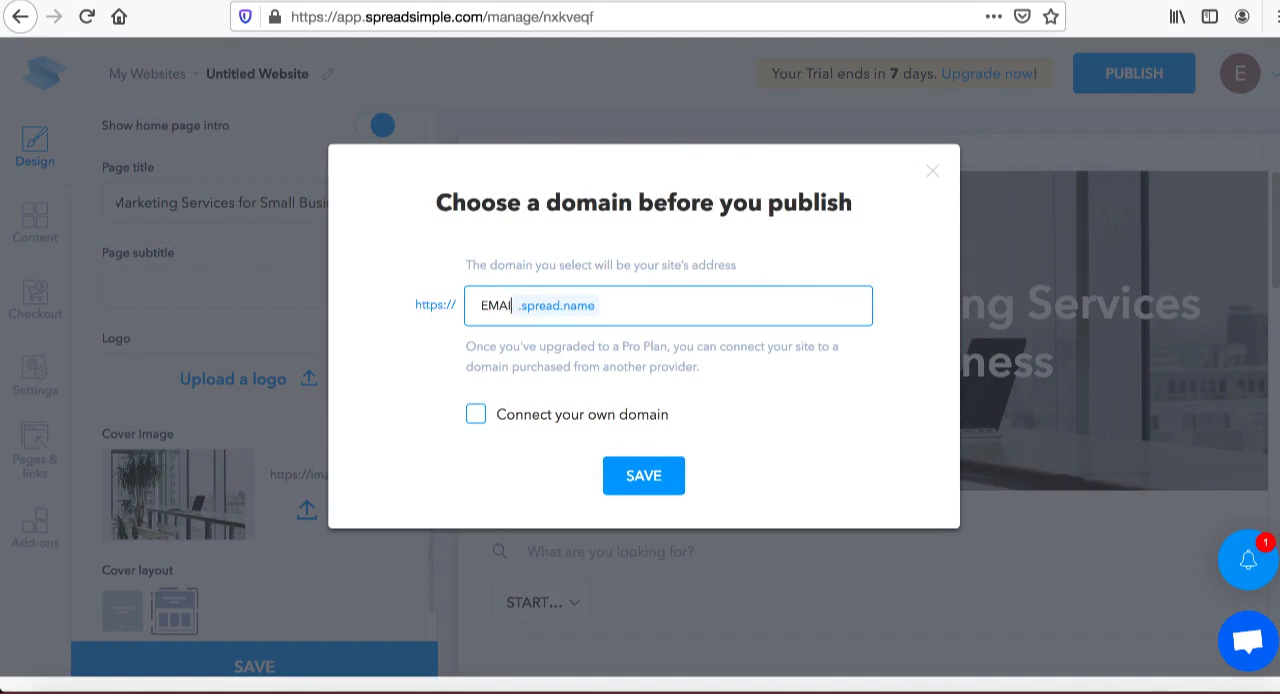 https://app.spreadsimple.com/manage/nxkveqf
My Websites
Untitled Website
Your Trial ends in 7 days. Upgrade now!
PUBLISH
E
Design
Content
Checkout
Settings
Pages &
links
Add-ons
Show home page intro
Page title
Marketing Services for Small Busi
Page subtitle
Logo
Upload a logo
Cover Image
https://ima
Cover layout
SAVE
Choose a domain before you publish
The domain you select will be your site's address
https://
EMAI .spread.name
Once you've upgraded to a Pro Plan, you can connect your site to a
domain purchased from another provider.
Connect your own domain
SAVE
ng Services
ness
What are you looking for?
START...
1